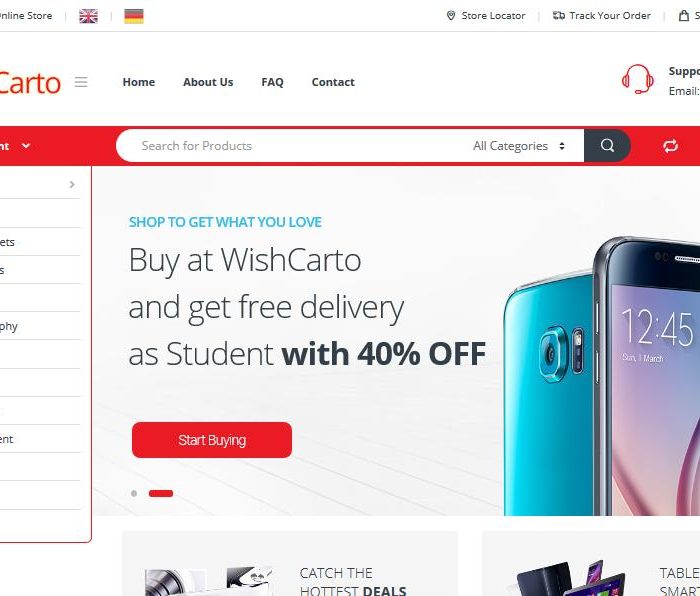 nline Store
Store Locator
Track Your Order
S
Carto
Home
About Us
FAQ
Contact
Suppo
Email:
nt
Search for Products
All Categories
ets
s
phy
ent
SHOP TO GET WHAT YOU LOVE
Buy at WishCarto
and get free delivery
as Student with 40% OFF
12:45
Sun, 1 March
Start Buying
CATCH THE
HOTTEST DEALS
TABLE
SMART